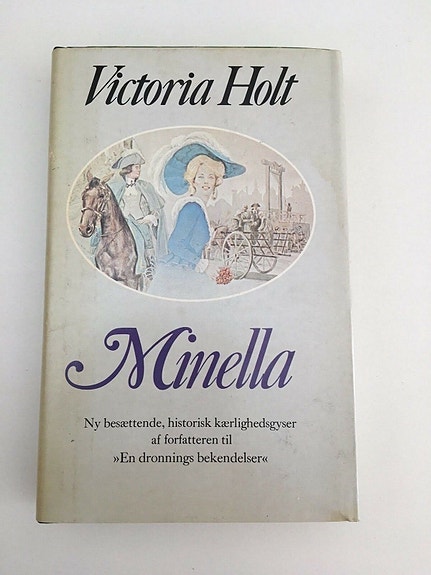 Victoria Holt
Minella
Ny besættende, historisk kærlighedsgyser
af forfatteren til
»En dronnings bekendelser«